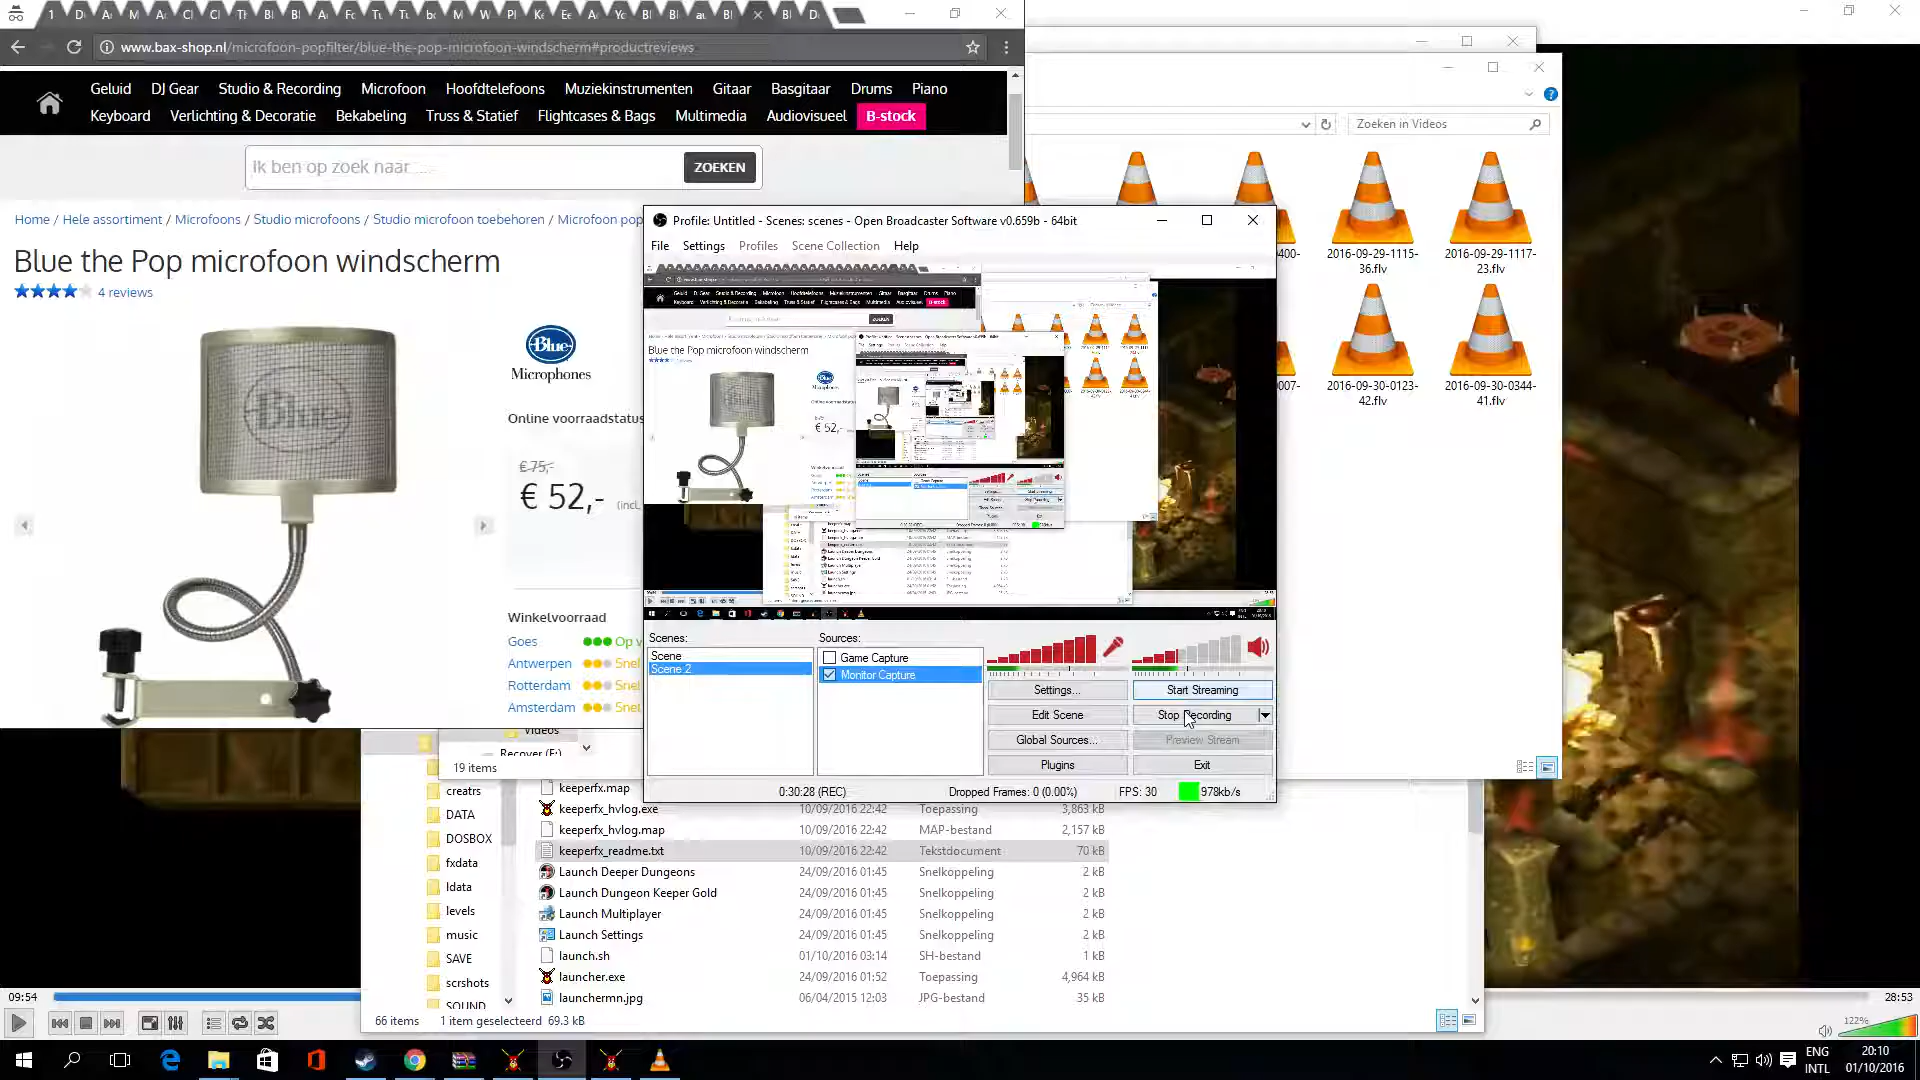 www.bax-shop.nl/microfoon-popfilter/blue-the-pop-microfoon-windscherm#productreviews
Geluid DJ Gear Studio & Recording Microfoon Hoofdtelefoons Muziekinstrumenten Gitaar Basgitaar Drums Piano
Keyboard Verlichting & Decoratie Bekabeling Truss & Statief Flightcases & Bags Multimedia Audiovisueel B-stock
Ik ben op zoek naar
ZOEKEN
Home / Hele assortiment / Microfoons / Studio microfoons / Studio microfoon toebehoren / Microfoon pop
Blue the Pop microfoon windscherm
4 reviews
Blue
Blue
Microphones
Online voorraadstatus
€ 75,-
€ 52,- (incl.
Winkelvoorraad
Goes Op v
Antwerpen Snel
Rotterdam Snel
Amsterdam Snel
Zoeken in Videos
2016-09-29-1115-36.flv
2016-09-29-1117-23.flv
2016-09-30-0123-42.flv
2016-09-30-0344-41.flv
Profile: Untitled - Scenes: scenes - Open Broadcaster Software v0.659b - 64bit
File Settings Profiles Scene Collection Help
Blue the Pop microfoon windscherm
€ 52,-
Scenes:
Scene
Scene 2
Sources:
Game Capture
Monitor Capture
Settings...
Start Streaming
Edit Scene
Stop Recording
Global Sources...
Preview Stream
Plugins
Exit
0:30:28 (REC)
Dropped Frames: 0 (0.00%)
FPS: 30
978kb/s
Videos
Recover (F:)
19 items
creatrs
DATA
DOSBOX
fxdata
ldata
levels
music
SAVE
scrshots
SOUND
keeperfx.map
keeperfx_hvlog.exe 10/09/2016 22:42 Toepassing 3,863 kB
keeperfx_hvlog.map 10/09/2016 22:42 MAP-bestand 2,157 kB
keeperfx_readme.txt 10/09/2016 22:42 Tekstdocument 70 kB
Launch Deeper Dungeons 24/09/2016 01:45 Snelkoppeling 2 kB
Launch Dungeon Keeper Gold 24/09/2016 01:45 Snelkoppeling 2 kB
Launch Multiplayer 24/09/2016 01:45 Snelkoppeling 2 kB
Launch Settings 24/09/2016 01:45 Snelkoppeling 2 kB
launch.sh 01/10/2016 03:14 SH-bestand 1 kB
launcher.exe 24/09/2016 01:52 Toepassing 4,964 kB
launchermn.jpg 06/04/2015 12:03 JPG-bestand 35 kB
66 items 1 item geselecteerd 69.3 kB
09:54
28:53
122%
ENG
INTL
20:10
01/10/2016